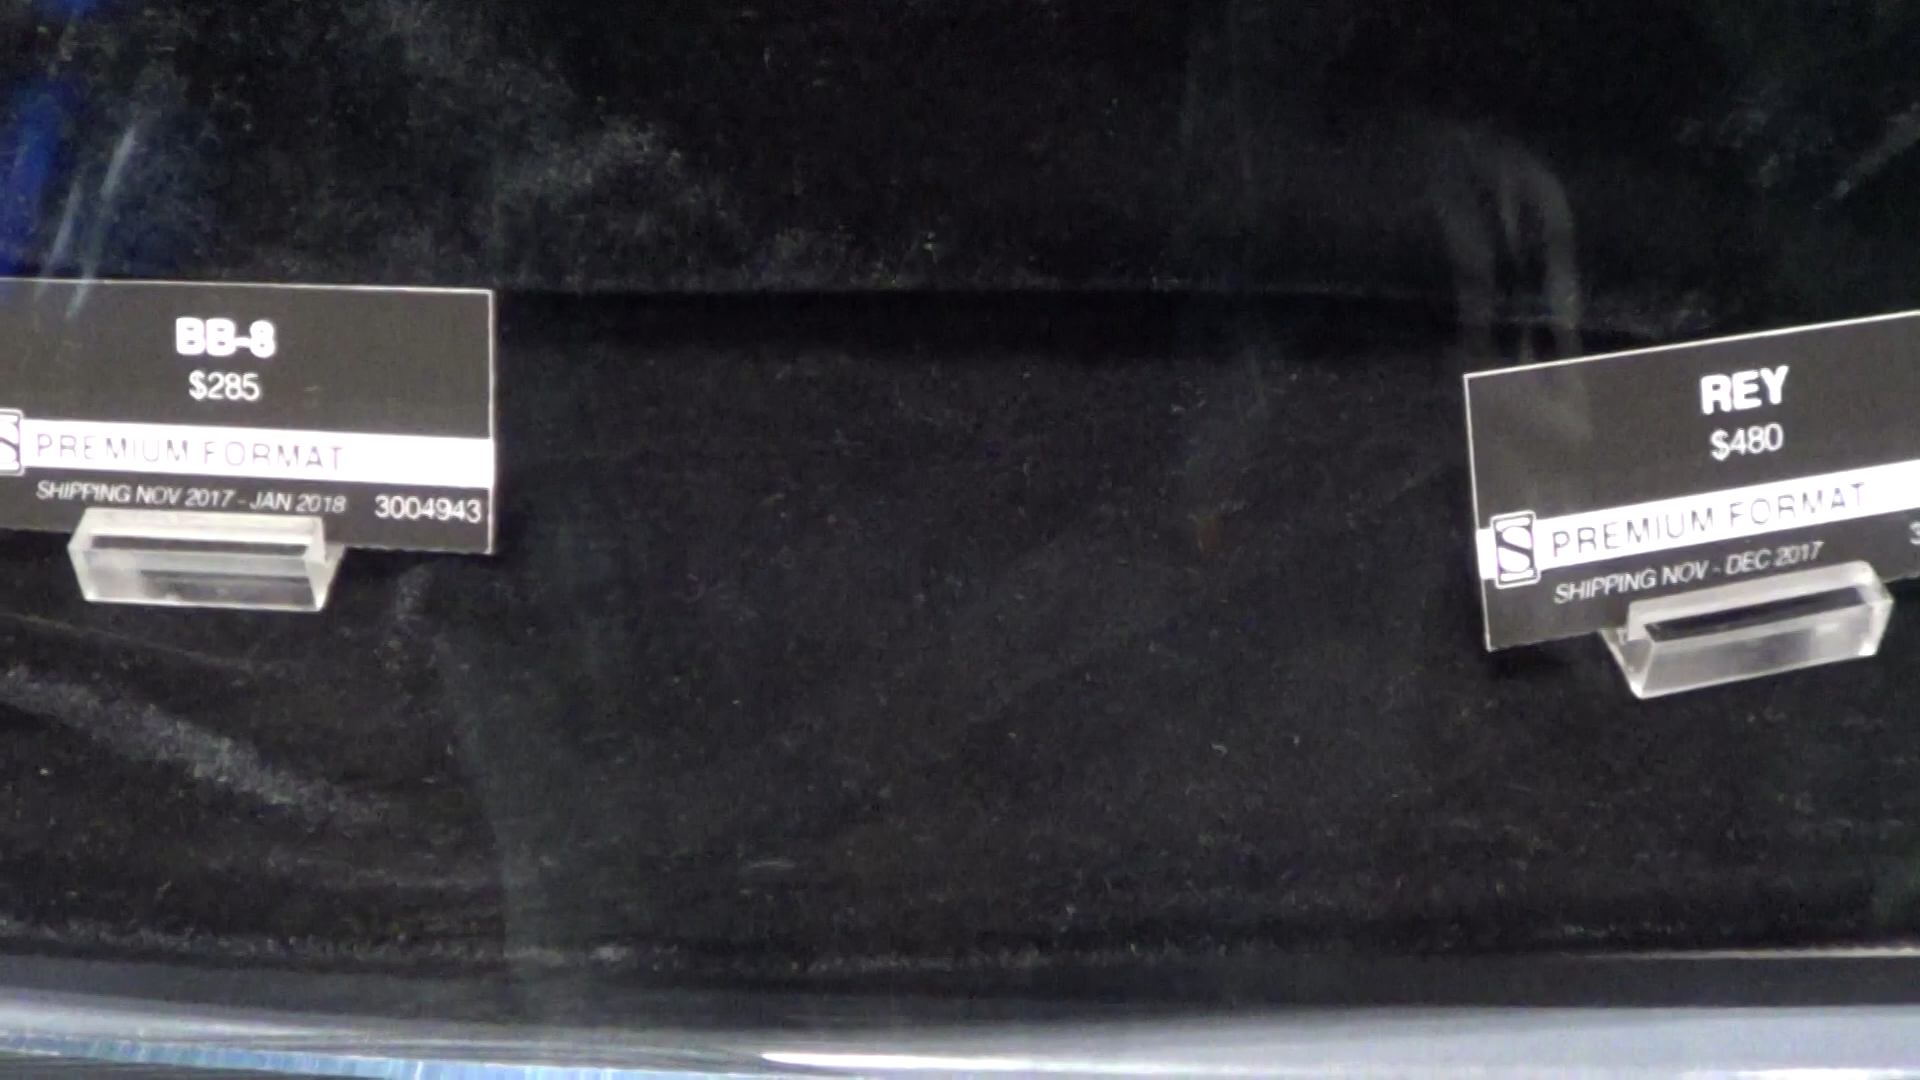 BB-8
$285
PREMIUM FORMAT
SHIPPING NOV 2017 - JAN 2018 3004943
REY
$480
S PREMIUM FORMAT
SHIPPING NOV - DEC 2017